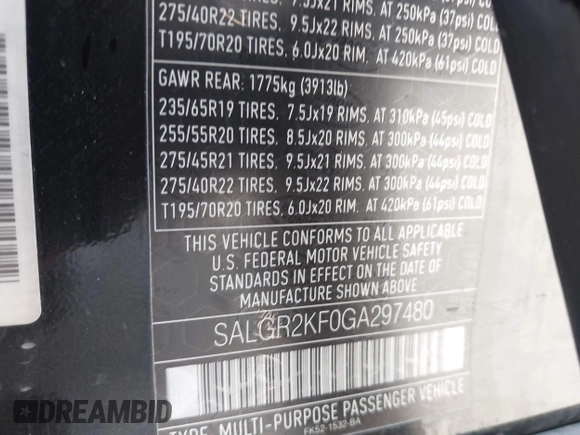 275/40R22 TIRES, 9.5Jx22 RIMS, AT 250kPa (37psi) COLD
T195/70R20 TIRES, 6.0Jx20 RIM, AT 420kPa (61psi) COLD
GAWR REAR: 1775kg (3913lb)
235/65R19 TIRES, 7.5Jx19 RIMS, AT 310kPa (45psi) COLD
255/55R20 TIRES, 8.5Jx20 RIMS, AT 300kPa (44psi) COLD
275/45R21 TIRES, 9.5Jx21 RIMS, AT 300kPa (44psi) COLD
275/40R22 TIRES, 9.5Jx22 RIMS, AT 300kPa (44psi) COLD
T195/70R20 TIRES, 6.0Jx20 RIM, AT 420kPa (61psi) COLD
THIS VEHICLE CONFORMS TO ALL APPLICABLE
U.S. FEDERAL MOTOR VEHICLE SAFETY
STANDARDS IN EFFECT ON THE DATE OF
MANUFACTURE SHOWN ABOVE
SALGR2KF0GA297480
TYPE: MULTI-PURPOSE PASSENGER VEHICLE
FK52-1532-BA
DEALER'S CHOICE